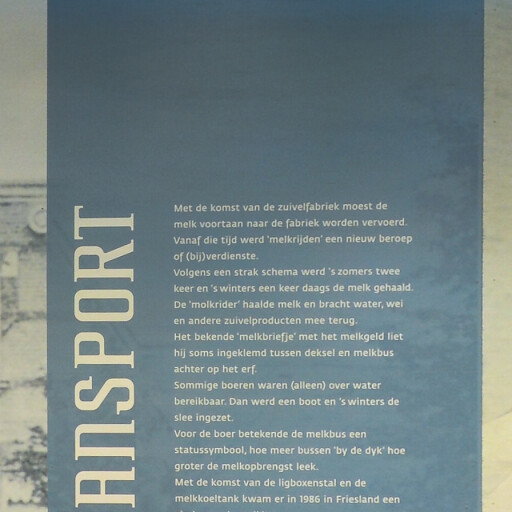 ANSPORT
Met de komst van de zuivelfabriek moest de
melk voortaan naar de fabriek worden vervoerd.
Vanaf die tijd werd 'melkrijden' een nieuw beroep
of (bij)verdienste.
Volgens een strak schema werd 's zomers twee
keer en 's winters een keer daags de melk gehaald.
De 'molkrider' haalde melk en bracht water, wei
en andere zuivelproducten mee terug.
Het bekende 'melkbriefje' met het melkgeld liet
hij soms ingeklemd tussen deksel en melkbus
achter op het erf.
Sommige boeren waren (alleen) over water
bereikbaar. Dan werd een boot en 's winters de
slee ingezet.
Voor de boer betekende de melkbus een
statussymbool, hoe meer bussen 'by de dyk' hoe
groter de melkopbrengst leek.
Met de komst van de ligboxenstal en de
melkkoeltank kwam er in 1986 in Friesland een